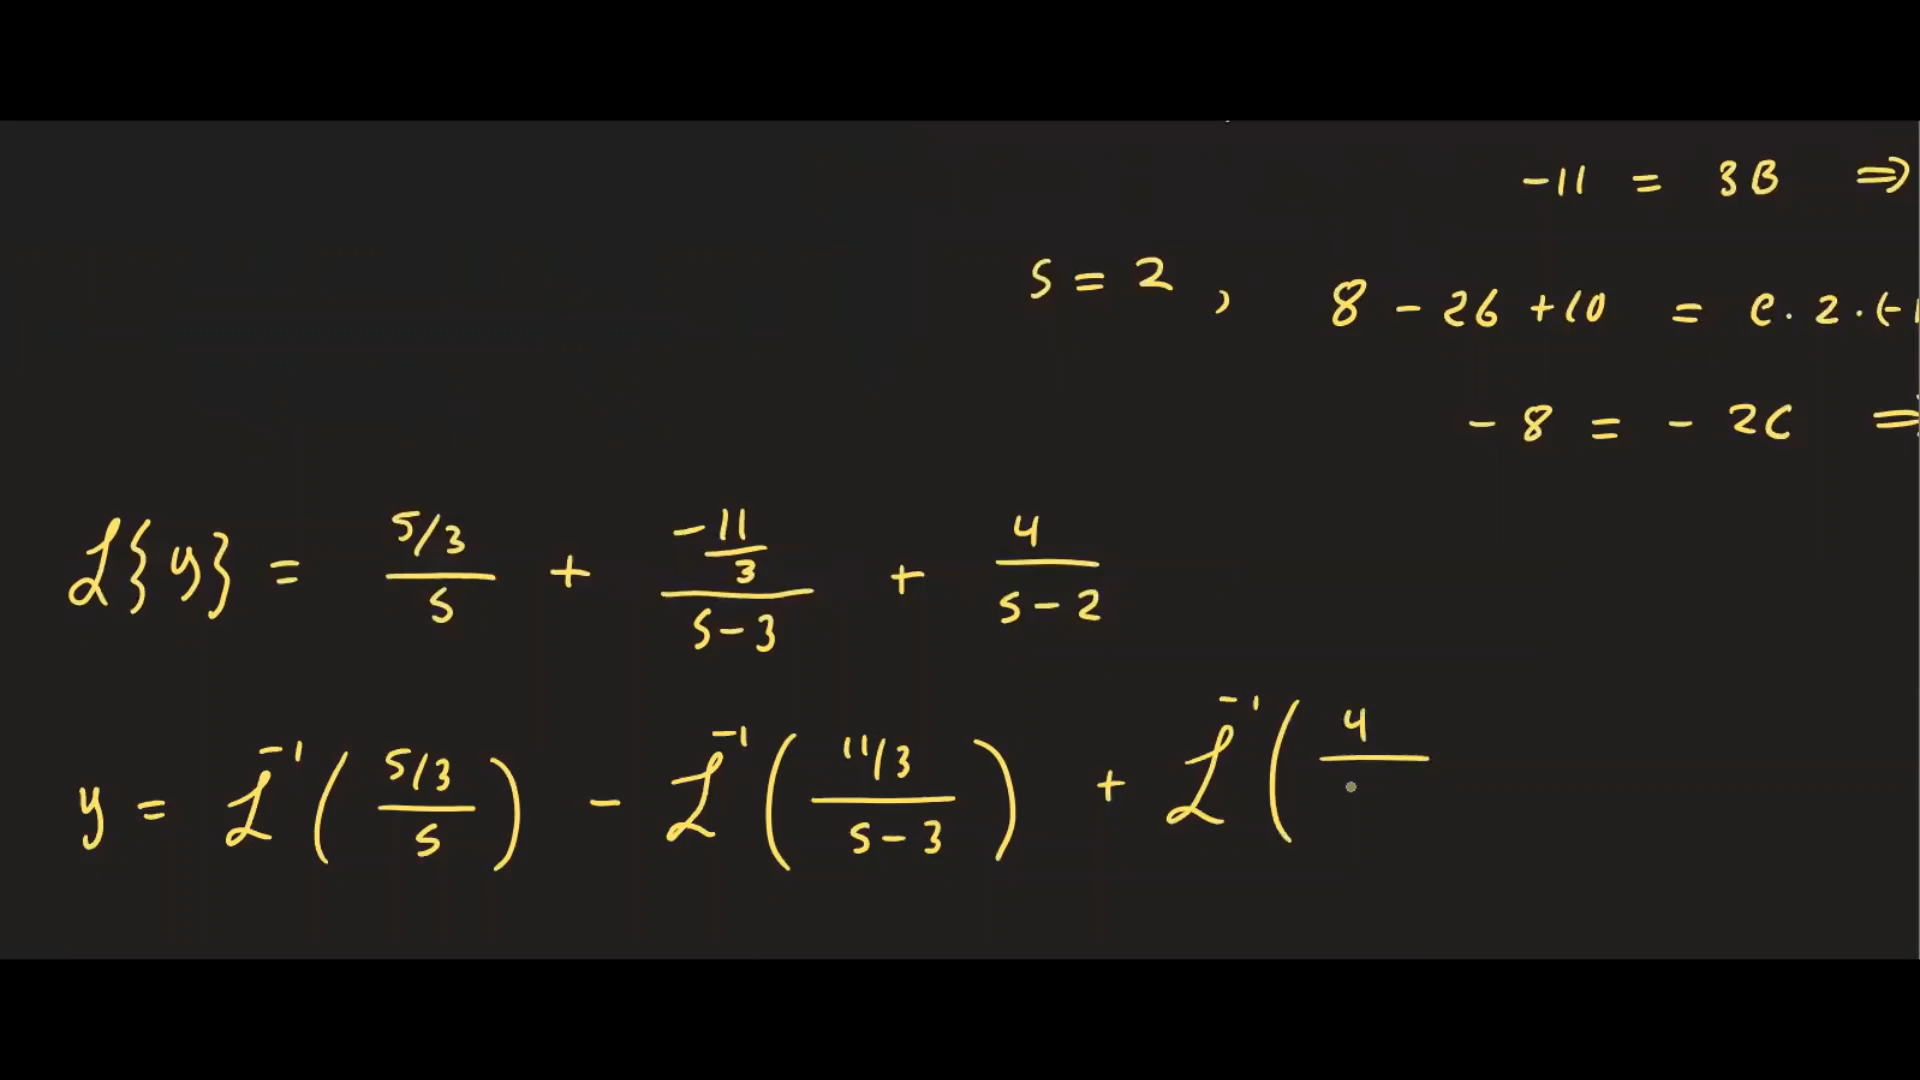 -11 = 3B ⇒
s = 2 , 8 - 26 + 10 = C . 2 . (-1
-8 = -2C ⇒
ℒ{y} = (5/3)/s + (-11/3)/(s-3) + 4/(s-2)
y = ℒ⁻¹((5/3)/s) - ℒ⁻¹((11/3)/(s-3)) + ℒ⁻¹(4/